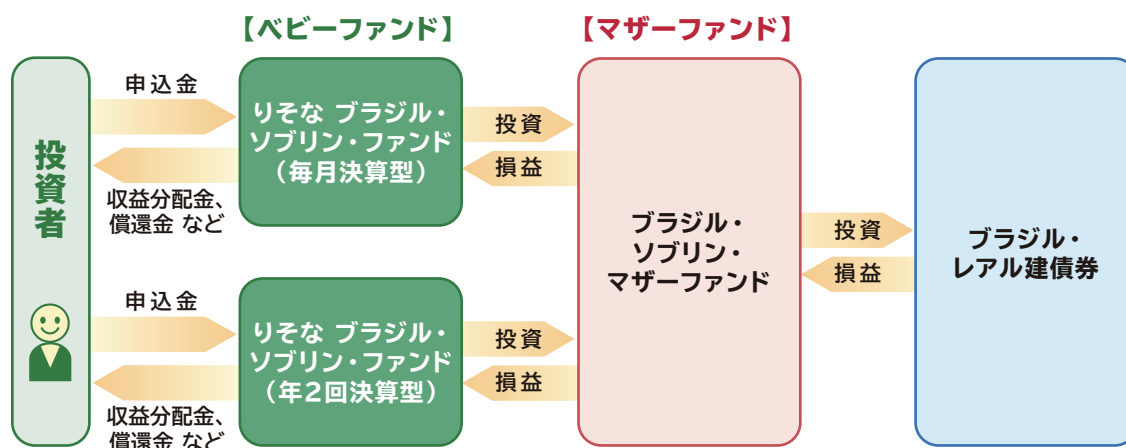 【ベビーファンド】
【マザーファンド】
投資者
申込金
収益分配金、
償還金 など
りそな ブラジル・
ソブリン・ファンド
（毎月決算型）
投資
損益
申込金
収益分配金、
償還金 など
りそな ブラジル・
ソブリン・ファンド
（年2回決算型）
投資
損益
ブラジル・
ソブリン・
マザーファンド
投資
損益
ブラジル・
レアル建債券